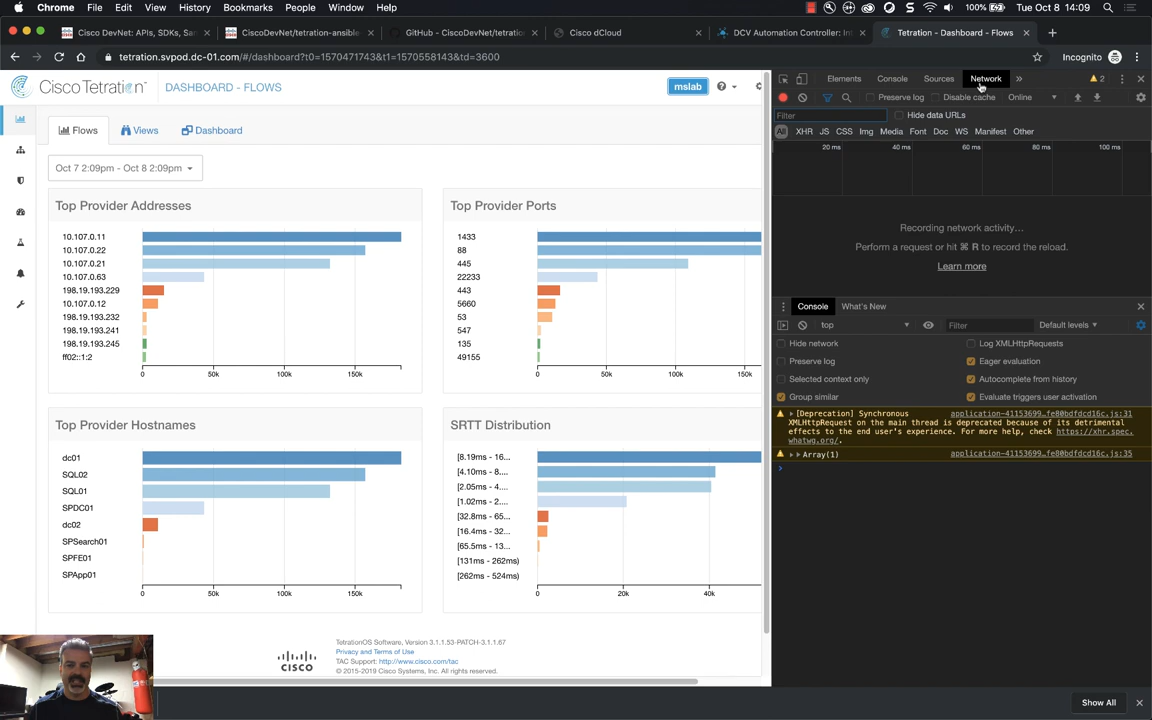 Chrome File Edit View History Bookmarks People Window Help 100% Tue Oct 8 14:09
Cisco DevNet: APIs, SDKs, Sa
CiscoDevNet/tetration-ansible
GitHub - CiscoDevNet/tetratio
Cisco dCloud
DCV Automation Controller: In
Tetration - Dashboard - Flows
tetration.svpod.dc-01.com/#/dashboard?t0=1570471743&t1=1570558143&td=3600
Incognito
Cisco Tetration™ DASHBOARD - FLOWS
mslab
Flows Views Dashboard
Oct 7 2:09pm - Oct 8 2:09pm
Top Provider Addresses
10.107.0.11
10.107.0.22
10.107.0.21
10.107.0.63
198.19.193.229
10.107.0.12
198.19.193.232
198.19.193.241
198.19.193.245
ff02::1:2
0 50k 100k 150k
Top Provider Ports
1433
88
445
22233
443
5660
53
547
135
49155
0 50k 100k 150k
Top Provider Hostnames
dc01
SQL02
SQL01
SPDC01
dc02
SPSearch01
SPFE01
SPApp01
0 50k 100k 150k
SRTT Distribution
[8.19ms - 16...
[4.10ms - 8....
[2.05ms - 4....
[1.02ms - 2....
[32.8ms - 65...
[16.4ms - 32...
[65.5ms - 13...
[131ms - 262ms)
[262ms - 524ms)
0 20k 40k
TetrationOS Software, Version 3.1.1.53-PATCH-3.1.1.67
Privacy and Terms of Use
TAC Support: http://www.cisco.com/tac
© 2015-2019 Cisco Systems, Inc. All rights reserved.
CISCO
Elements Console Sources Network » 2
Preserve log Disable cache Online
Filter Hide data URLs
All XHR JS CSS Img Media Font Doc WS Manifest Other
20 ms 40 ms 60 ms 80 ms 100 ms
Recording network activity…
Perform a request or hit ⌘ R to record the reload.
Learn more
Console What's New
top Filter Default levels
Hide network Log XMLHttpRequests
Preserve log Eager evaluation
Selected context only Autocomplete from history
Group similar Evaluate triggers user activation
[Deprecation] Synchronous application-41153699…fe80bdfdcd16c.js:31
XMLHttpRequest on the main thread is deprecated because of its detrimental
effects to the end user's experience. For more help, check https://xhr.spec.
whatwg.org/.
Array(1) application-41153699…fe80bdfdcd16c.js:35
Show All